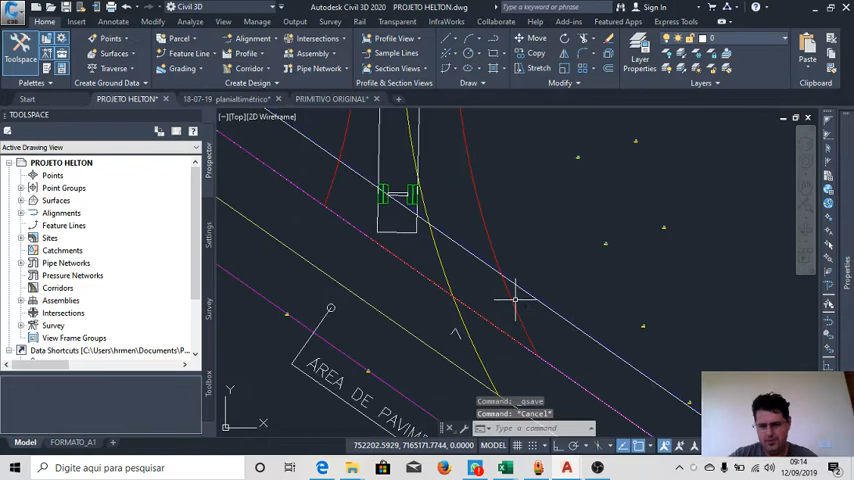 Civil 3D
Autodesk Civil 3D 2020
PROJETO HELTON.dwg
Type a keyword or phrase
Sign In
Home Insert Annotate Modify Analyze View Manage Output Survey Rail Transparent InfraWorks Collaborate Help Add-ins Featured Apps Express Tools
Toolspace
Points
Surfaces
Traverse
Parcel
Feature Line
Grading
Alignment
Profile
Corridor
Intersections
Assembly
Pipe Network
Profile View
Sample Lines
Section Views
Move
Copy
Stretch
Layer
Properties
0
Paste
Palettes Create Ground Data Create Design Draw Modify Layers Clipboard
Start PROJETO HELTON* 18-07-19 planialtimétrico* PRIMITIVO ORIGINAL*
TOOLSPACE
[−][Top][2D Wireframe]
Active Drawing View
PROJETO HELTON
Points
Point Groups
Surfaces
Alignments
Feature Lines
Sites
Catchments
Pipe Networks
Pressure Networks
Corridors
Assemblies
Intersections
Survey
View Frame Groups
Data Shortcuts [C:\Users\hrmen\Documents\P
Prospector
Settings
Survey
Toolbox
Properties
ÁREA DE PAVIM
Y
X
Command: _qsave
Command: *Cancel*
Type a command
Model FORMATO_A1
752202.5929, 7165171.7744, 0.0000 MODEL
Digite aqui para pesquisar
09:14
12/09/2019
2